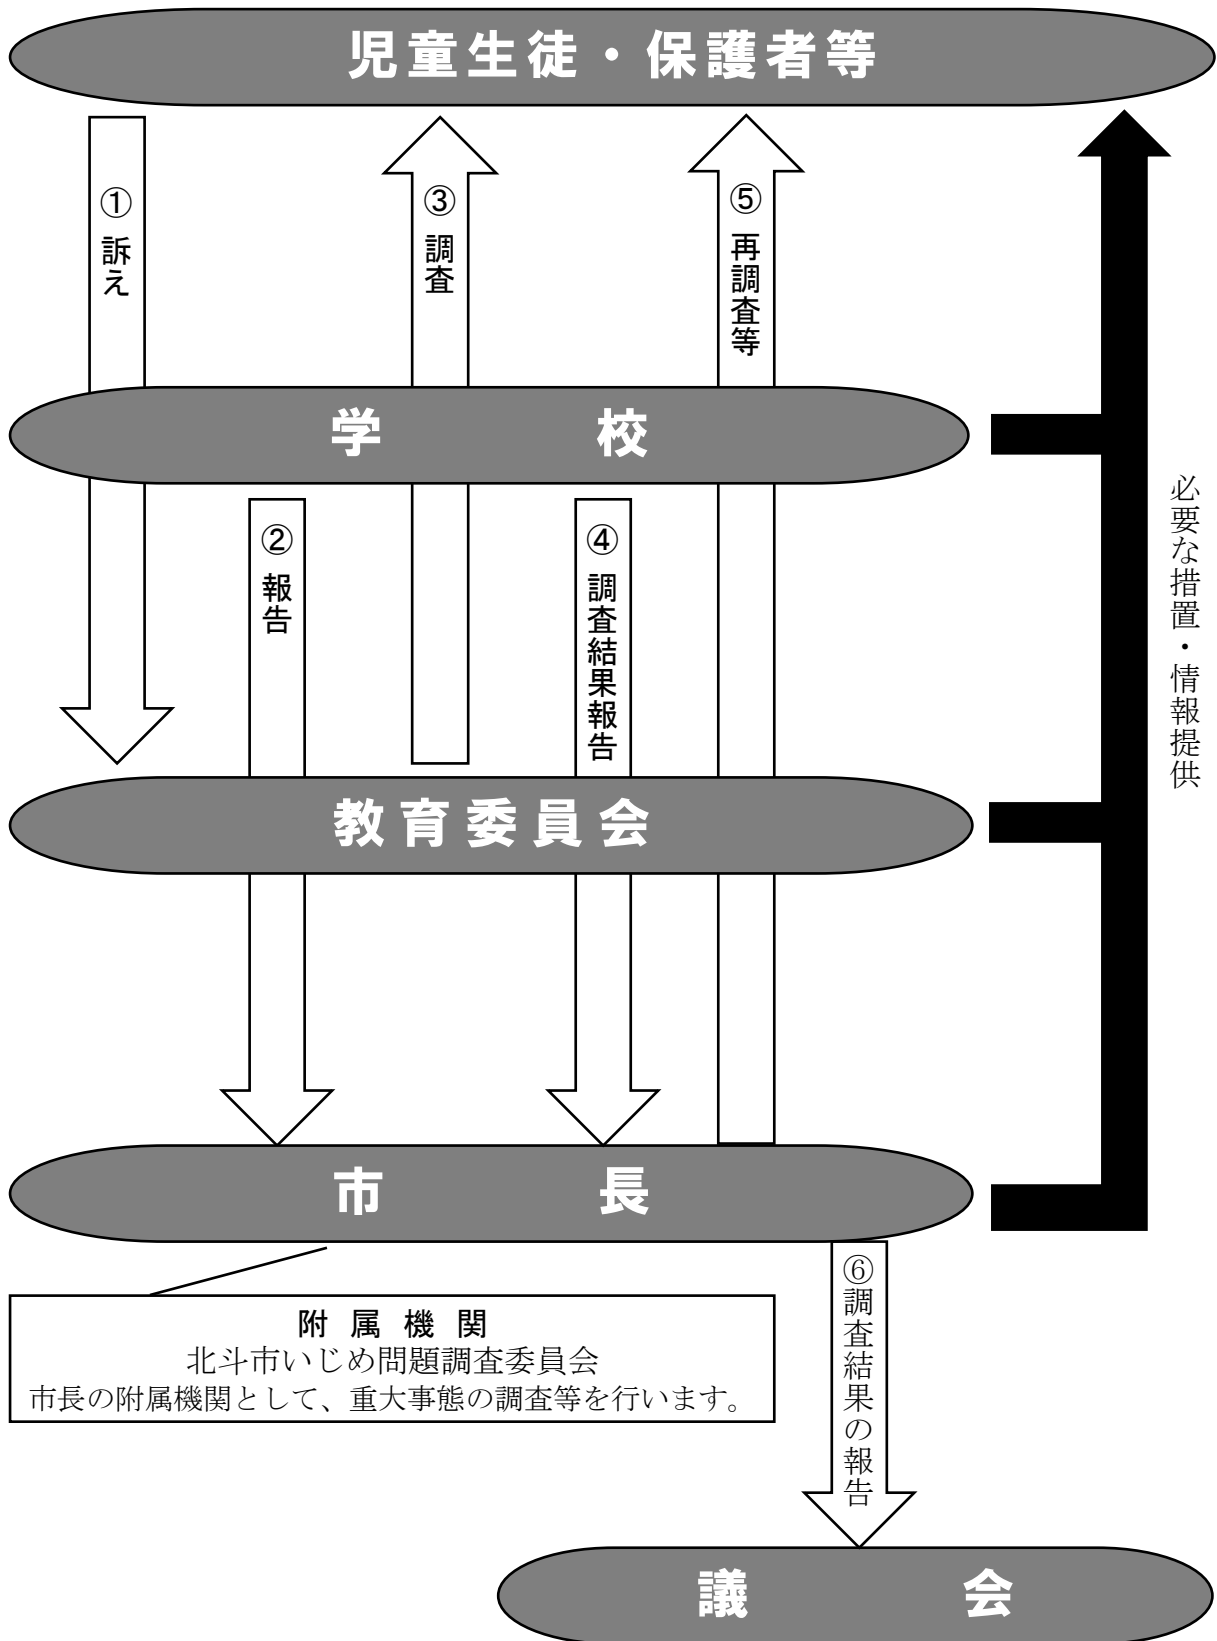 児童生徒・保護者等
①訴え
③調査
⑤再調査等
学 校
必要な措置・情報提供
②報告
④調査結果報告
教育委員会
市 長
附属機関
北斗市いじめ問題調査委員会
市長の附属機関として、重大事態の調査等を行います。
⑥調査結果の報告
議 会